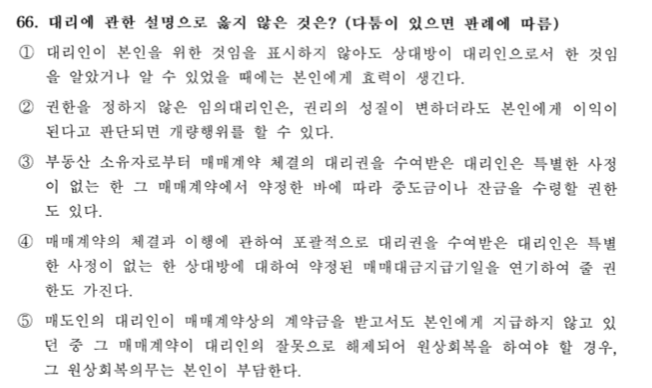 66. 대리에 관한 설명으로 옳지 않은 것은? (다툼이 있으면 판례에 따름)
① 대리인이 본인을 위한 것임을 표시하지 않아도 상대방이 대리인으로서 한 것임
을 알았거나 알 수 있었을 때에는 본인에게 효력이 생긴다.
② 권한을 정하지 않은 임의대리인은, 권리의 성질이 변하더라도 본인에게 이익이
된다고 판단되면 개량행위를 할 수 있다.
③ 부동산 소유자로부터 매매계약 체결의 대리권을 수여받은 대리인은 특별한 사정
이 없는 한 그 매매계약에서 약정한 바에 따라 중도금이나 잔금을 수령할 권한
도 있다.
④ 매매계약의 체결과 이행에 관하여 포괄적으로 대리권을 수여받은 대리인은 특별
한 사정이 없는 한 상대방에 대하여 약정된 매매대금지급기일을 연기하여 줄 권
한도 가진다.
⑤ 매도인의 대리인이 매매계약상의 계약금을 받고서도 본인에게 지급하지 않고 있
던 중 그 매매계약이 대리인의 잘못으로 해제되어 원상회복을 하여야 할 경우,
그 원상회복의무는 본인이 부담한다.